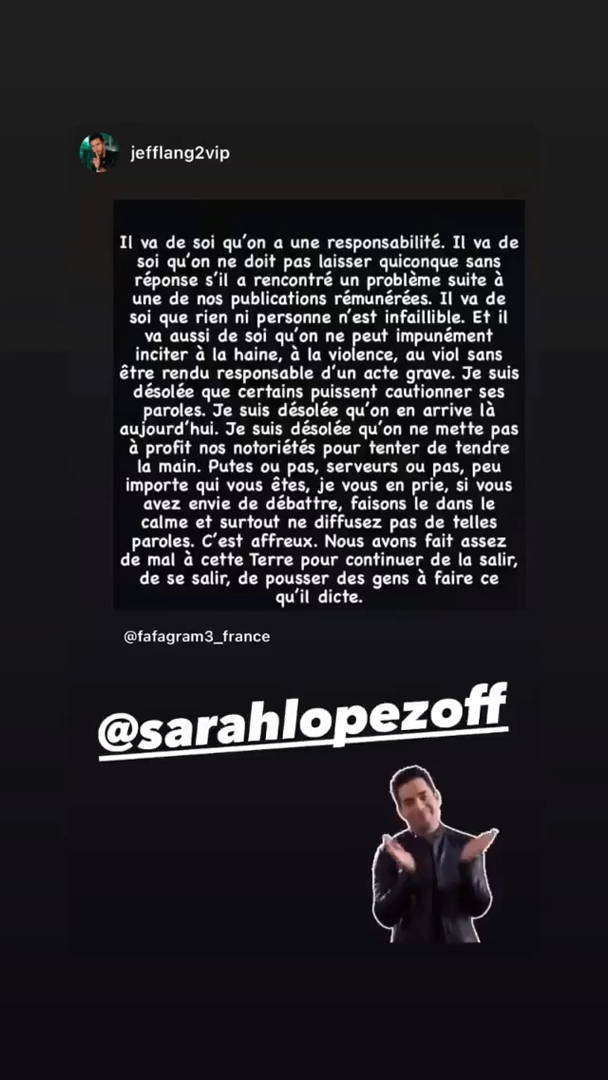 jefflang2vip
Il va de soi qu'on a une responsabilité. Il va de
soi qu'on ne doit pas laisser quiconque sans
réponse s'il a rencontré un problème suite à
une de nos publications rémunérées. Il va de
soi que rien ni personne n'est infaillible. Et il
va aussi de soi qu'on ne peut impunément
inciter à la haine, à la violence, au viol sans
être rendu responsable d'un acte grave. Je suis
désolée que certains puissent cautionner ses
paroles. Je suis désolée qu'on en arrive là
aujourd'hui. Je suis désolée qu'on ne mette pas
à profit nos notoriétés pour tenter de tendre
la main. Putes ou pas, serveurs ou pas, peu
importe qui vous êtes, je vous en prie, si vous
avez envie de débattre, faisons le dans le
calme et surtout ne diffusez pas de telles
paroles. C'est affreux. Nous avons fait assez
de mal à cette Terre pour continuer de la salir,
de se salir, de pousser des gens à faire ce
qu'il dicte.
@fafagram3_france
@sarahlopezoff